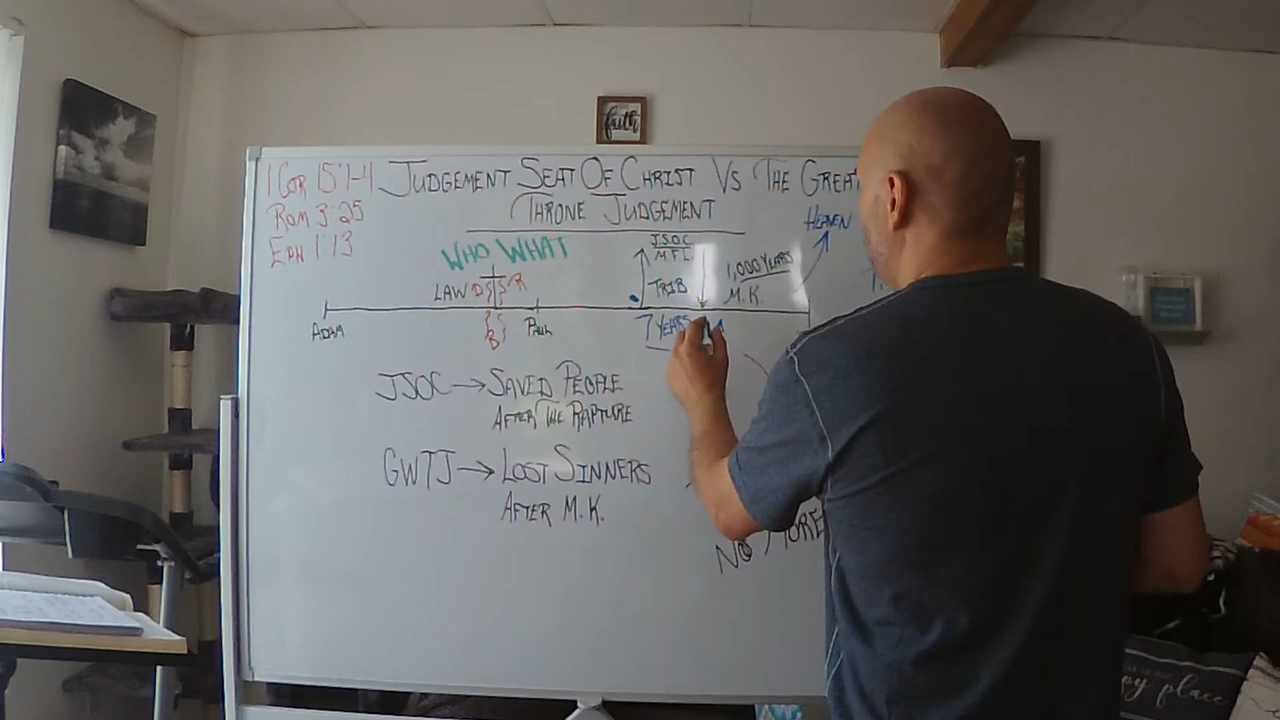 1 COR 15:1-4
ROM 3:25
EPH 1:13
JUDGEMENT SEAT OF CHRIST VS THE GREAT
THRONE JUDGEMENT
faith
WHO WHAT
HEAVEN
JSOC
M.F.L.
LAW D R
TRIB
1,000 YEARS
M.K.
ADAM
B
PAUL
7 YEARS
JSOC → SAVED PEOPLE
AFTER THE RAPTURE
GWTJ → LOST SINNERS
AFTER M.K.
NO MORE
py place